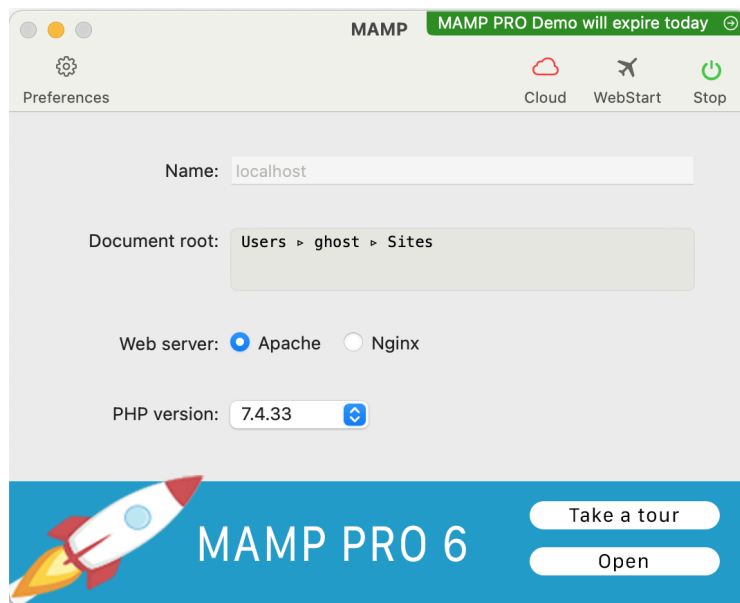 MAMP
MAMP PRO Demo will expire today
Preferences
Cloud
WebStart
Stop
Name: localhost
Document root: Users ▹ ghost ▹ Sites
Web server: Apache Nginx
PHP version: 7.4.33
MAMP PRO 6
Take a tour
Open